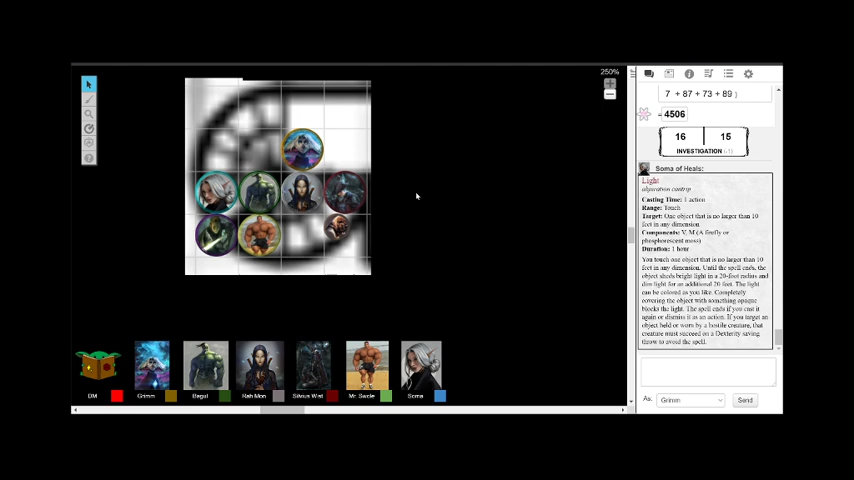 250%
7 + 87 + 73 + 89 )
= 4506
16 15
INVESTIGATION (-1)
Soma of Heals:
Light
abjuration cantrip
Casting Time: 1 action
Range: Touch
Target: One object that is no larger than 10
feet in any dimension.
Components: V, M (A firefly or
phosphorescent moss)
Duration: 1 hour
You touch one object that is no larger than 10
feet in any dimension. Until the spell ends, the
object sheds bright light in a 20-foot radius and
dim light for an additional 20 feet. The light
can be colored as you like. Completely
covering the object with something opaque
blocks the light. The spell ends if you cast it
again or dismiss it as an action. If you target an
object held or worn by a hostile creature, that
creature must succeed on a Dexterity saving
throw to avoid the spell.
As: Grimm Send
DM Grimm Begul Rah Mon Silvius Wist Mr. Swole Soma